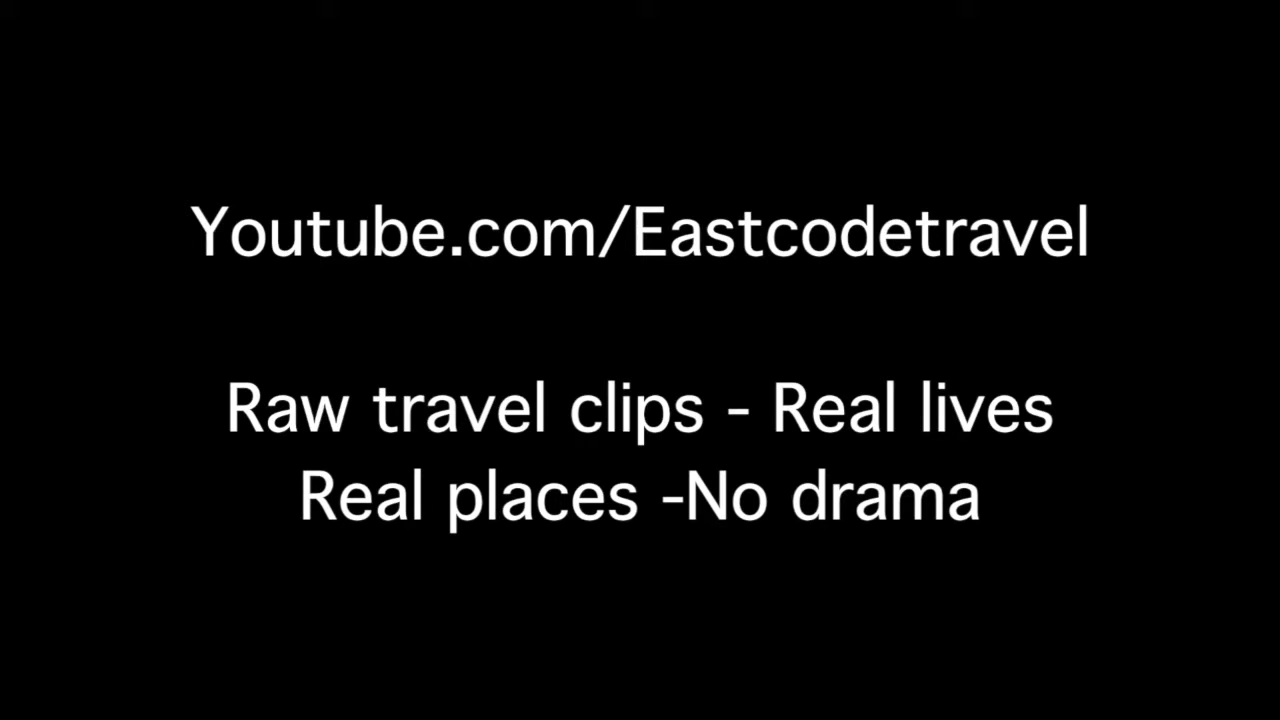 Youtube.com/Eastcodetravel
Raw travel clips - Real lives
Real places -No drama